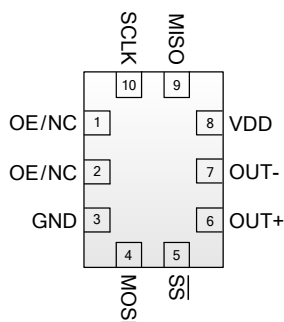 SCLK
MISO
10
9
OE/NC 1
8 VDD
OE/NC 2
7 OUT-
GND 3
6 OUT+
4
5
MOSI
SS